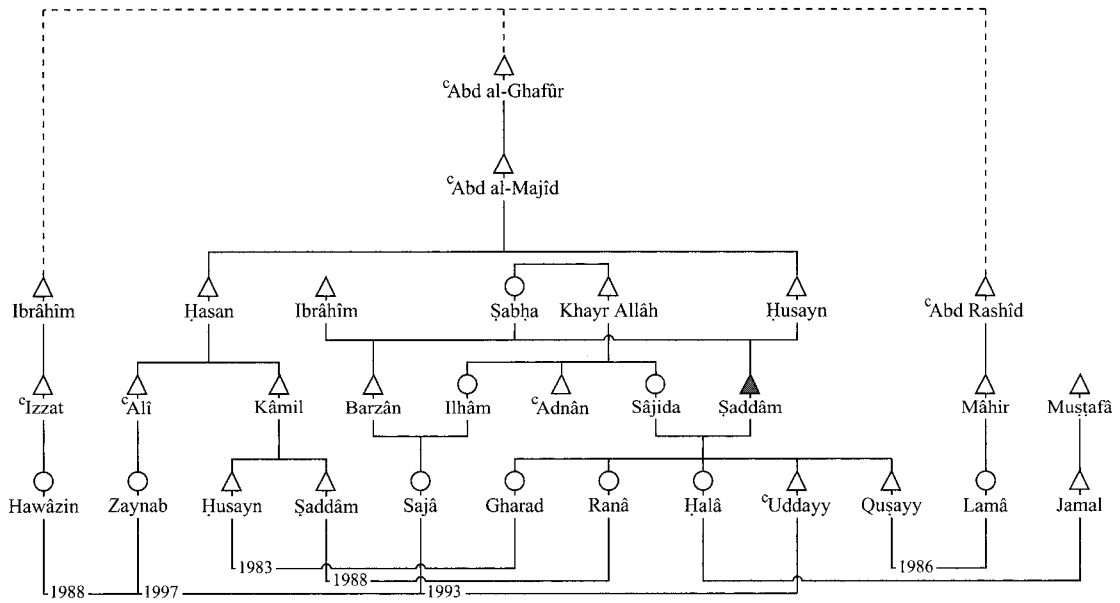 ᶜAbd al-Ghafûr
ᶜAbd al-Majîd
Ibrâhîm Ḥasan Ibrâhîm Ṣabḥa Khayr Allâh Ḥusayn ᶜAbd Rashîd
ᶜIzzat ᶜAlî Kâmil Barzân Ilhâm ᶜAdnân Sâjida Ṣaddâm Mâhir Muṣṭafâ
Hawâzin Zaynab Ḥusayn Ṣaddâm Sajâ Gharad Ranâ Ḥalâ ᶜUddayy Quṣayy Lamâ Jamal
1983 1986
1988
1988 1997 1993